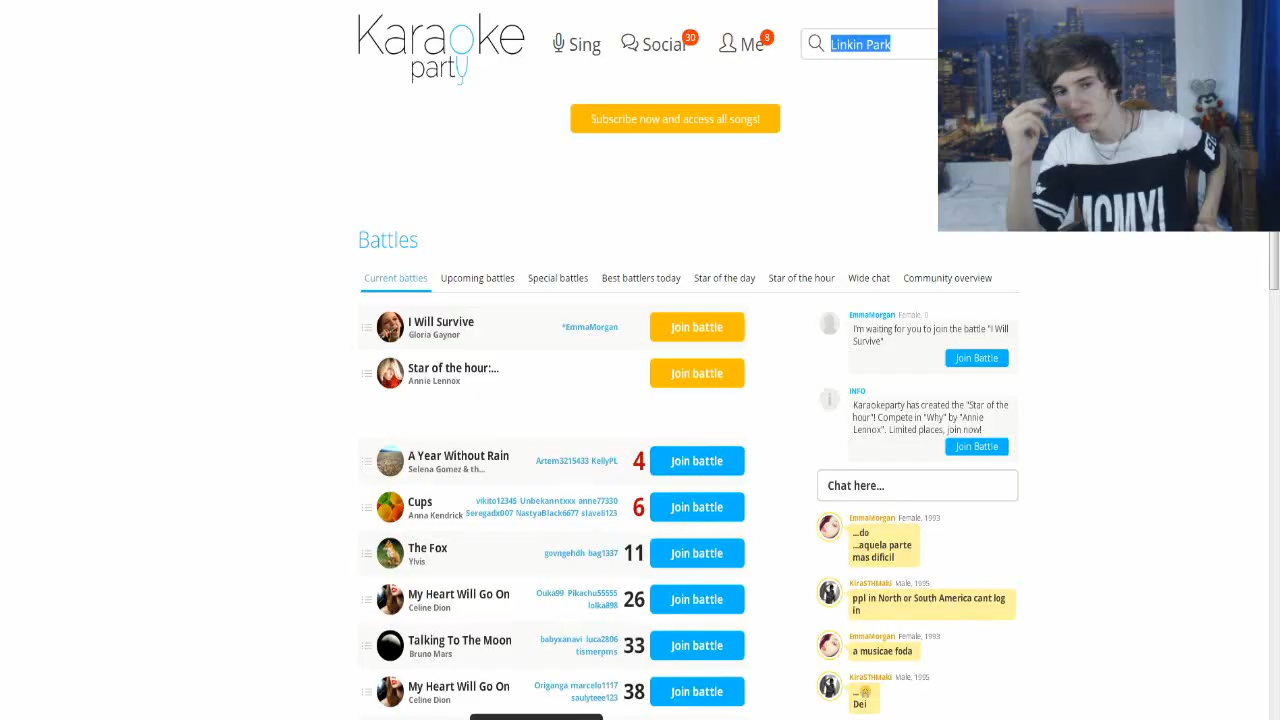 Karaoke
party
Sing
Social
30
Me
8
Linkin Park
Subscribe now and access all songs!
MCMXI
Battles
Current battles
Upcoming battles
Special battles
Best battlers today
Star of the day
Star of the hour
Wide chat
Community overview
I Will Survive
Gloria Gaynor
*EmmaMorgan
Join battle
Star of the hour:...
Annie Lennox
Join battle
A Year Without Rain
Selena Gomez & th...
Artem3215433 KellyPL
4
Join battle
Cups
Anna Kendrick
vikito12345 Unbekanntxxx anne77330
Seregadx007 NastyaBlack6677 slaveli123
6
Join battle
The Fox
Ylvis
govngehdh bag1337
11
Join battle
My Heart Will Go On
Celine Dion
Ouka99 Pikachu55555
lolka898
26
Join battle
Talking To The Moon
Bruno Mars
babyxanavi luca2806
tismerpms
33
Join battle
My Heart Will Go On
Celine Dion
Origanga marcelo1117
saulyteee123
38
Join battle
EmmaMorgan Female, 0
I'm waiting for you to join the battle "I Will
Survive"
Join Battle
INFO
Karaokeparty has created the "Star of the
hour"! Compete in "Why" by "Annie
Lennox". Limited places, join now!
Join Battle
Chat here...
EmmaMorgan Female, 1993
...do
...aquela parte
mas dificil
KiraSTHMaki Male, 1995
ppl in North or South America cant log
in
EmmaMorgan Female, 1993
a musicae foda
KiraSTHMaki Male, 1995
...
Dei